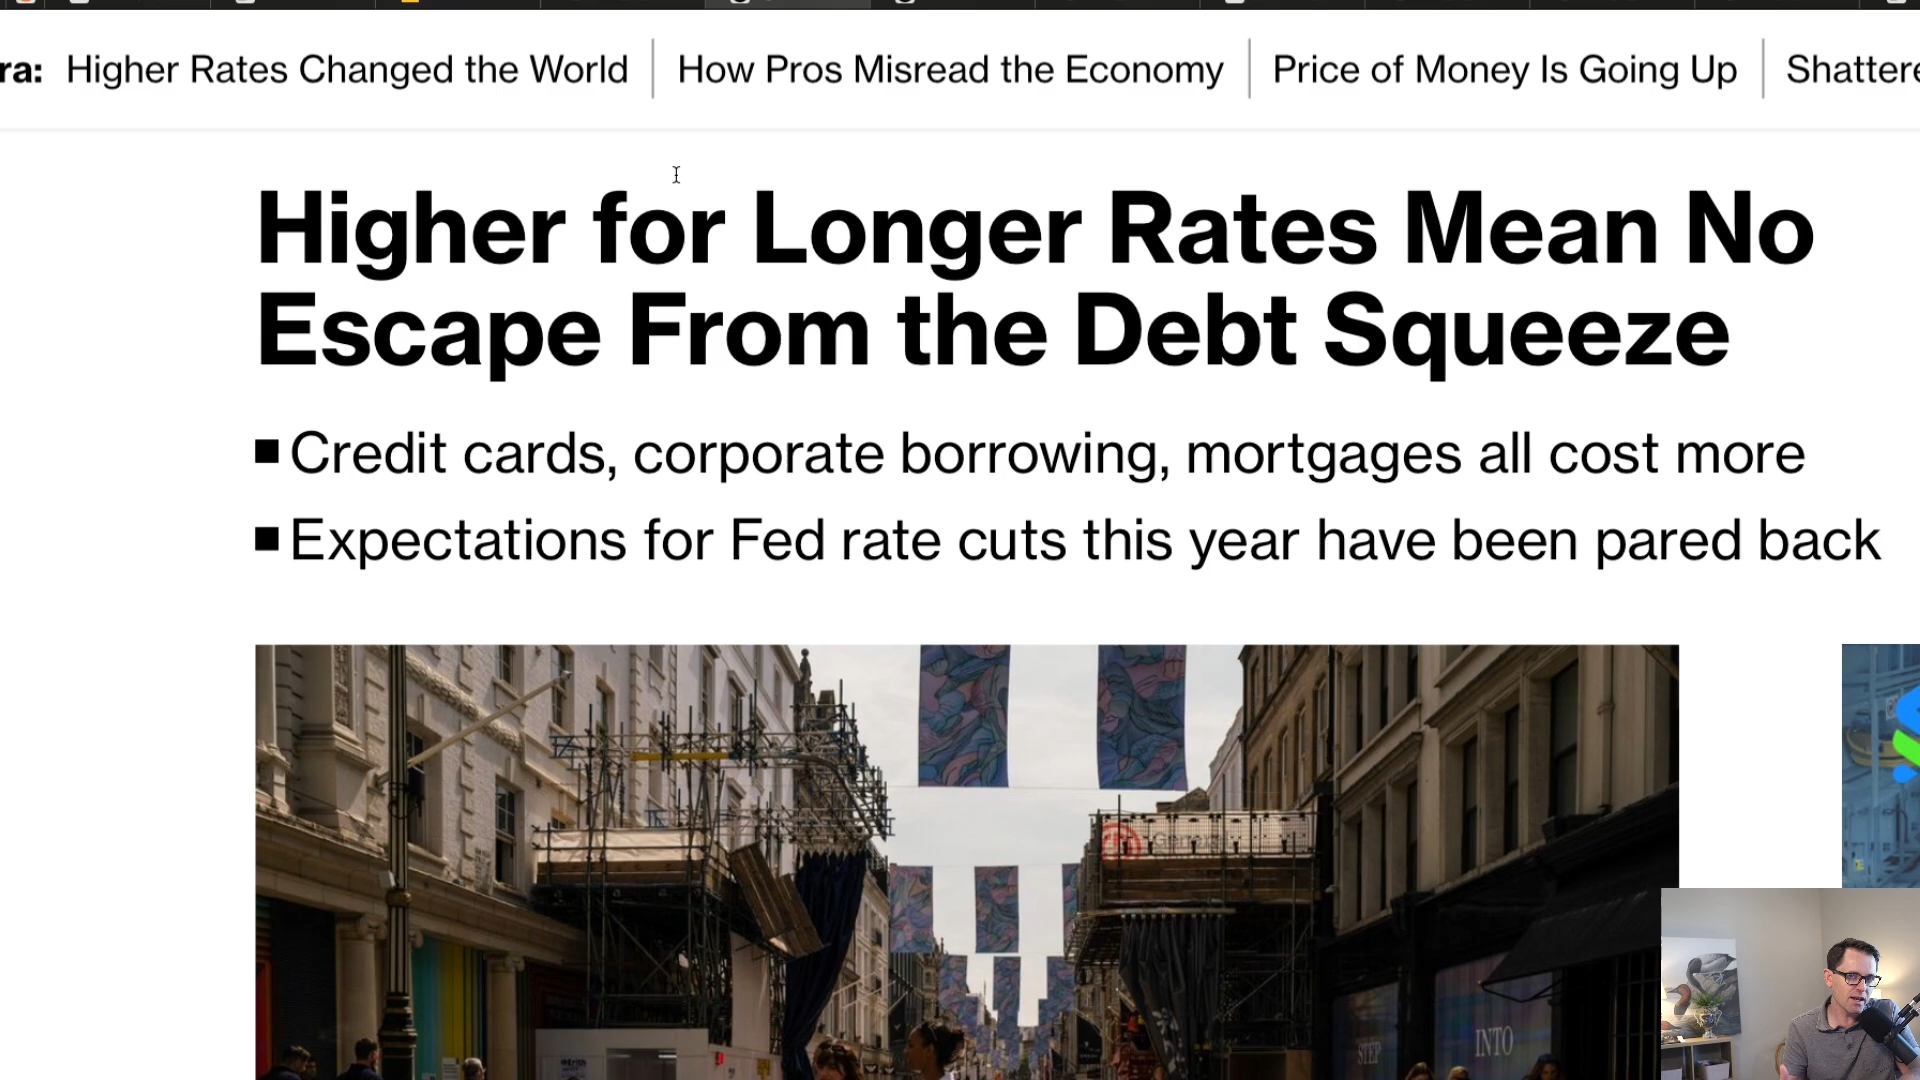 ra: Higher Rates Changed the World | How Pros Misread the Economy | Price of Money Is Going Up | Shattere
Higher for Longer Rates Mean No
Escape From the Debt Squeeze
■ Credit cards, corporate borrowing, mortgages all cost more
■ Expectations for Fed rate cuts this year have been pared back
STEP
INTO